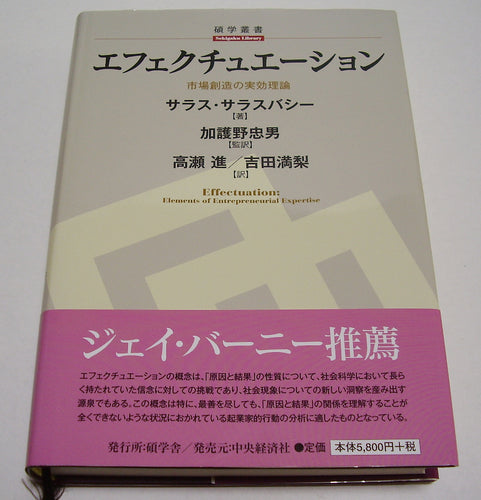 碩学叢書
Sekigaku Library
エフェクチュエーション
市場創造の実効理論
サラス・サラスバシー
【著】
加護野忠男
【監訳】
高瀬 進／吉田満梨
【訳】
Effectuation:
Elements of Entrepreneurial Expertise
ジェイ・バーニー推薦
エフェクチュエーションの概念は、「原因と結果」の性質について、社会科学において長ら
く持たれていた信念に対しての挑戦であり、社会現象についての新しい洞察を産み出す
源泉でもある。この概念は特に、最善を尽しても、「原因と結果」の関係を理解することが
全くできないような状況におかれている起業家的行動の分析に適したものとなっている。
発行所:碩学舎／発売元:中央経済社 ●定価 本体5,800円+税